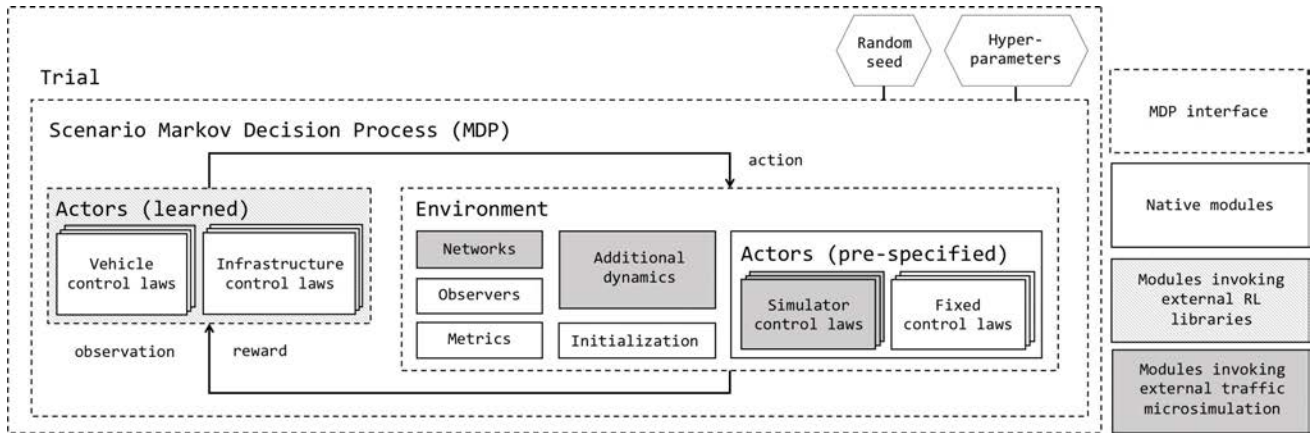 Random
seed
Hyper-
parameters
Trial
Scenario Markov Decision Process (MDP)
action
Actors (learned)
Vehicle
control laws
Infrastructure
control laws
observation
reward
Environment
Networks
Observers
Metrics
Additional
dynamics
Initialization
Actors (pre-specified)
Simulator
control laws
Fixed
control laws
MDP interface
Native modules
Modules invoking
external RL
libraries
Modules invoking
external traffic
microsimulation